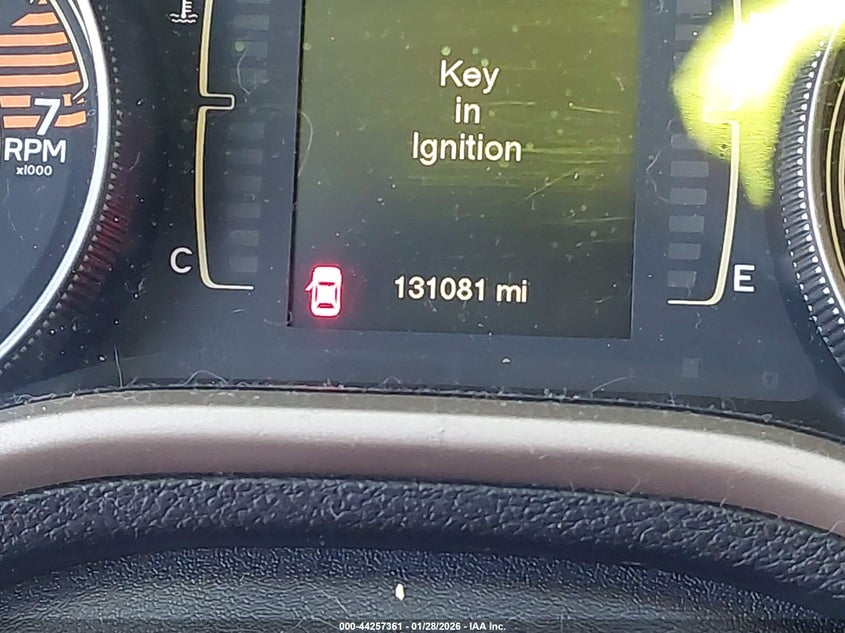 7
RPM
x1000
Key
in
Ignition
C
131081 mi
E
000-44257361 - 01/28/2026 - IAA Inc.